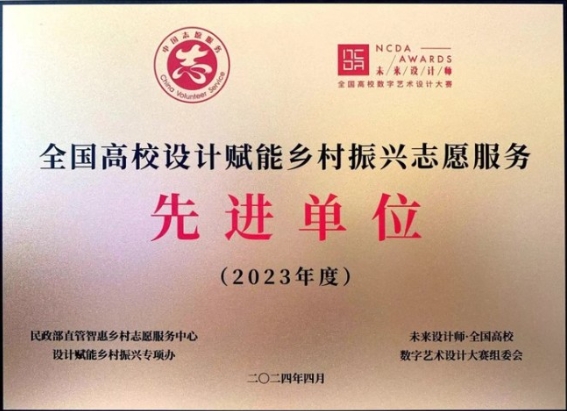 中国志愿服务
志
China Volunteer Service
NCDA
NCDA
AWARDS
未来设计师
全国高校数字艺术设计大赛
全国高校设计赋能乡村振兴志愿服务
先进单位
（2023年度）
民政部直管智惠乡村志愿服务中心
设计赋能乡村振兴专项办
未来设计师·全国高校
数字艺术设计大赛组委会
二〇二四年四月